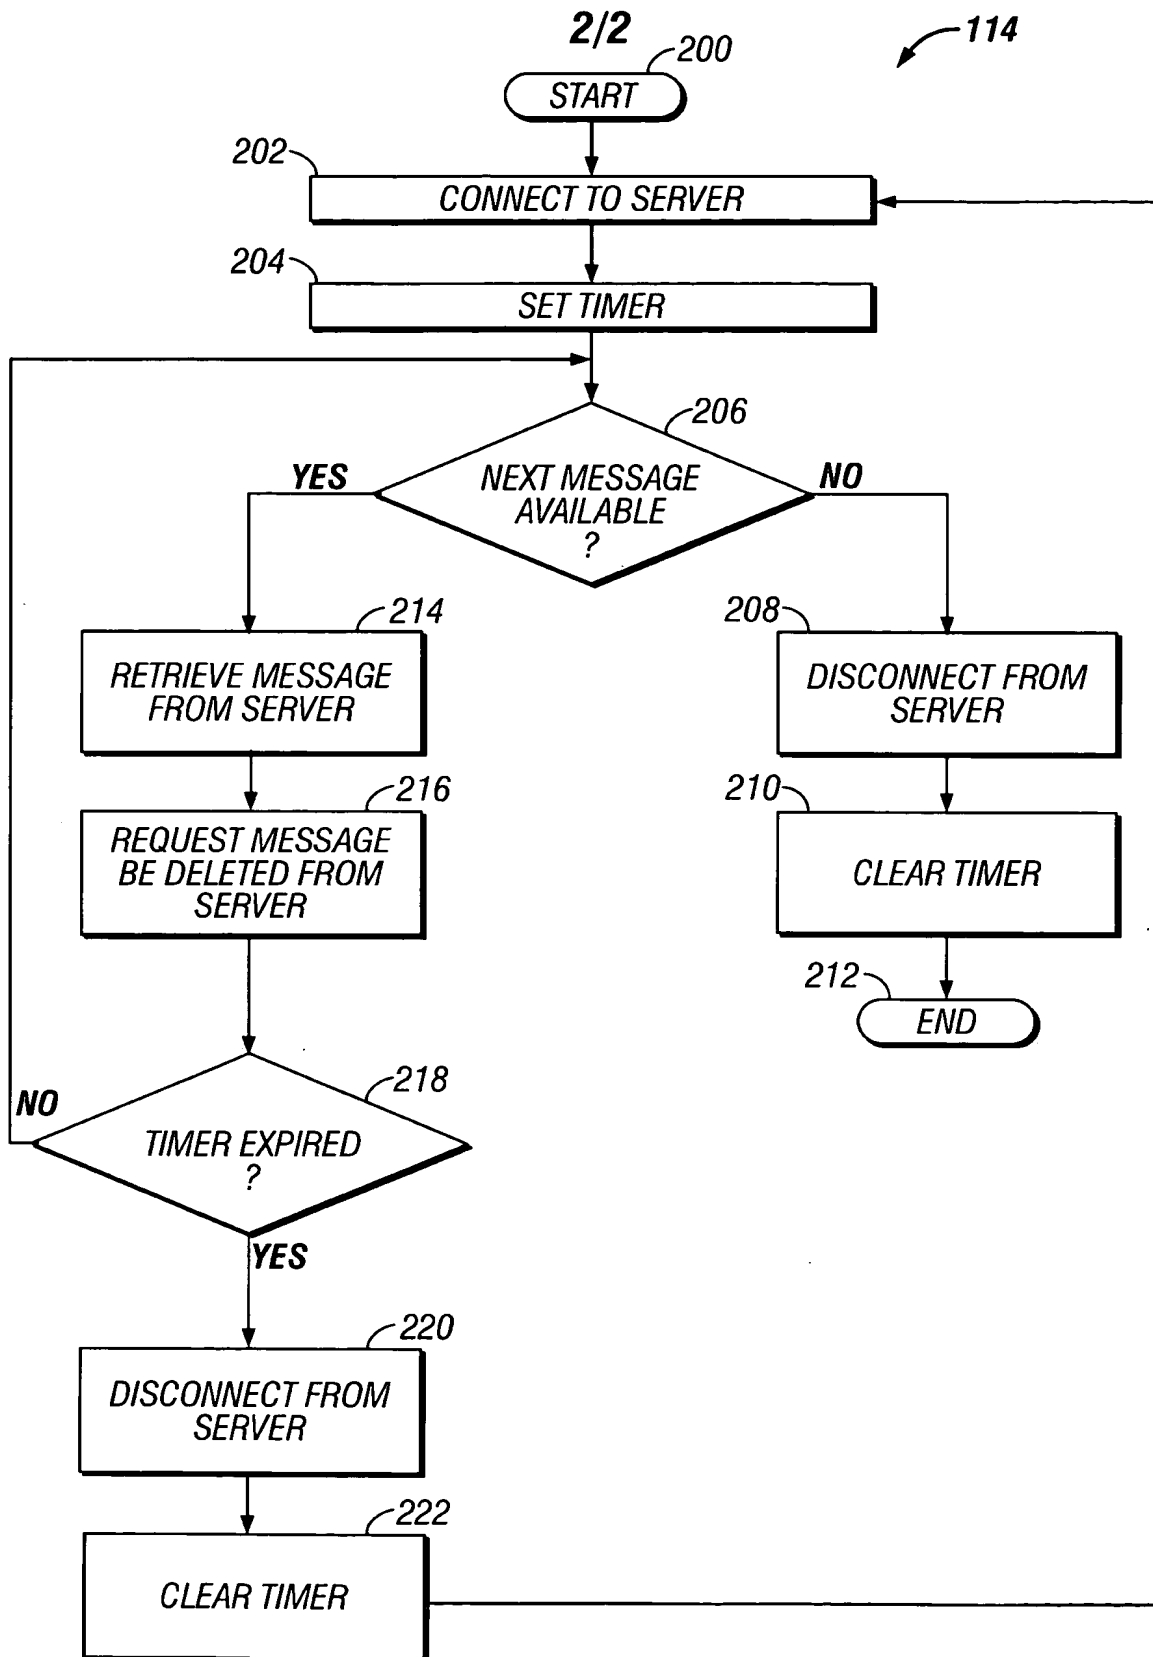 2/2
114
200
START
202
CONNECT TO SERVER
204
SET TIMER
206
NEXT MESSAGE
AVAILABLE
?
YES
NO
214
RETRIEVE MESSAGE
FROM SERVER
208
DISCONNECT FROM
SERVER
216
REQUEST MESSAGE
BE DELETED FROM
SERVER
210
CLEAR TIMER
212
END
218
TIMER EXPIRED
?
NO
YES
220
DISCONNECT FROM
SERVER
222
CLEAR TIMER